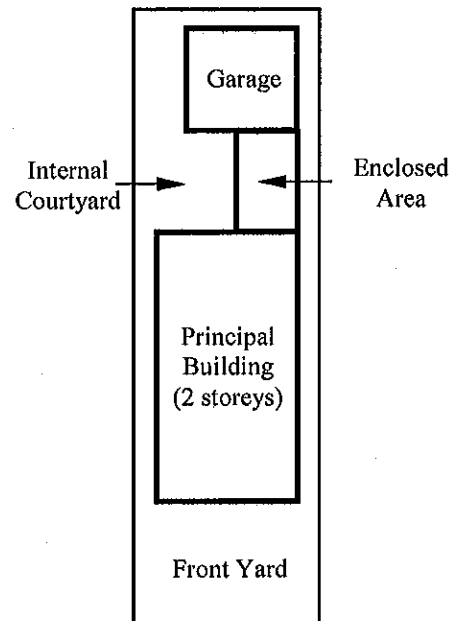 Garage
Internal
Courtyard
Enclosed
Area
Principal
Building
(2 storeys)
Front Yard